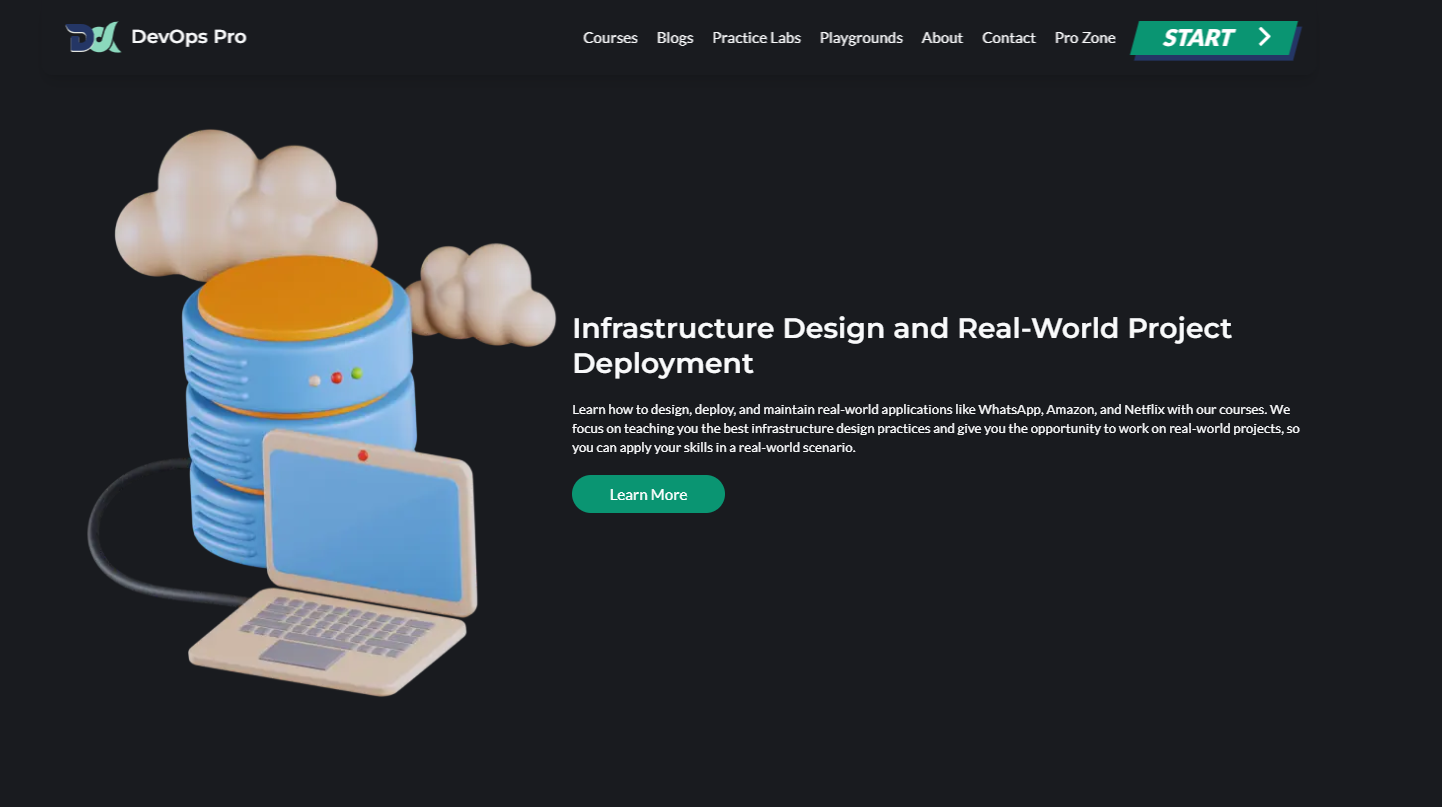 DevOps Pro
Courses Blogs Practice Labs Playgrounds About Contact Pro Zone START
Infrastructure Design and Real-World Project
Deployment
Learn how to design, deploy, and maintain real-world applications like WhatsApp, Amazon, and Netflix with our courses. We
focus on teaching you the best infrastructure design practices and give you the opportunity to work on real-world projects, so
you can apply your skills in a real-world scenario.
Learn More